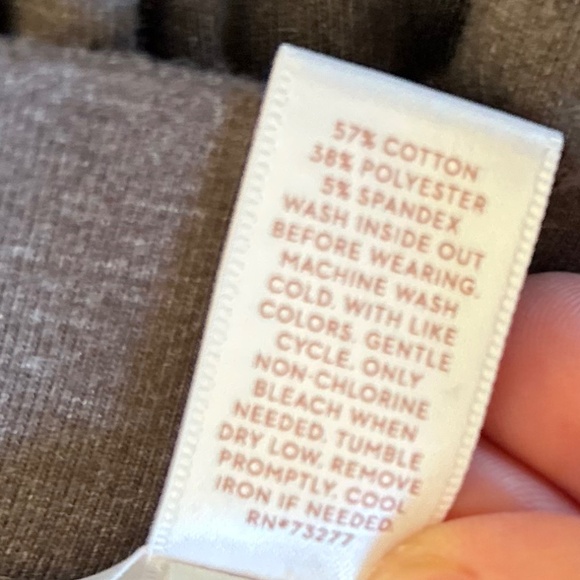 57% COTTON
38% POLYESTER
5% SPANDEX
WASH INSIDE OUT
BEFORE WEARING.
MACHINE WASH
COLD, WITH LIKE
COLORS, GENTLE
CYCLE. ONLY
NON-CHLORINE
BLEACH WHEN
NEEDED. TUMBLE
DRY LOW. REMOVE
PROMPTLY. COOL
IRON IF NEEDED.
RN#73277